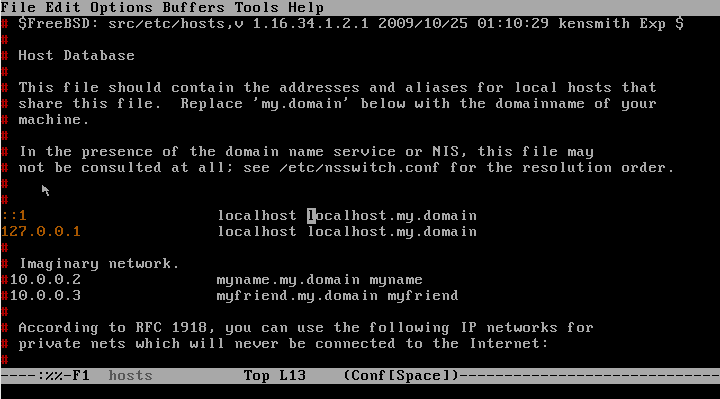 File Edit Options Buffers Tools Help
# $FreeBSD: src/etc/hosts,v 1.16.34.1.2.1 2009/10/25 01:10:29 kensmith Exp $
#
# Host Database
#
# This file should contain the addresses and aliases for local hosts that
# share this file.  Replace 'my.domain' below with the domainname of your
# machine.
#
# In the presence of the domain name service or NIS, this file may
# not be consulted at all; see /etc/nsswitch.conf for the resolution order.
#
#
::1                     localhost localhost.my.domain
127.0.0.1               localhost localhost.my.domain
#
# Imaginary network.
#10.0.0.2               myname.my.domain myname
#10.0.0.3               myfriend.my.domain myfriend
#
# According to RFC 1918, you can use the following IP networks for
# private nets which will never be connected to the Internet:
#
----:%%-F1  hosts          Top L13    (Conf[Space])-----------------------------